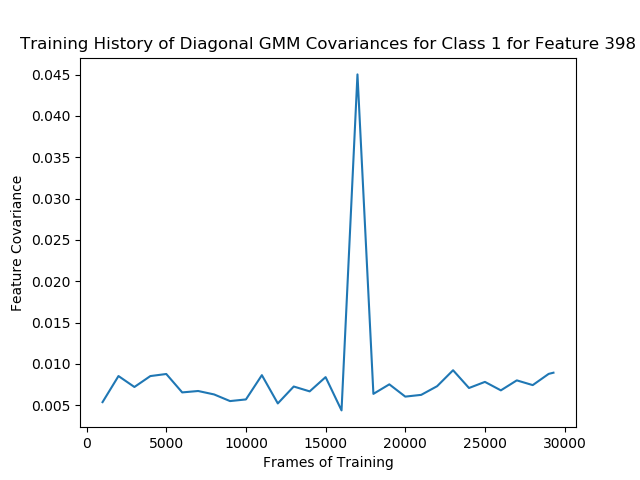 Training History of Diagonal GMM Covariances for Class 1 for Feature 398
0.045
0.040
0.035
0.030
0.025
0.020
0.015
0.010
0.005
Feature Covariance
0 5000 10000 15000 20000 25000 30000
Frames of Training